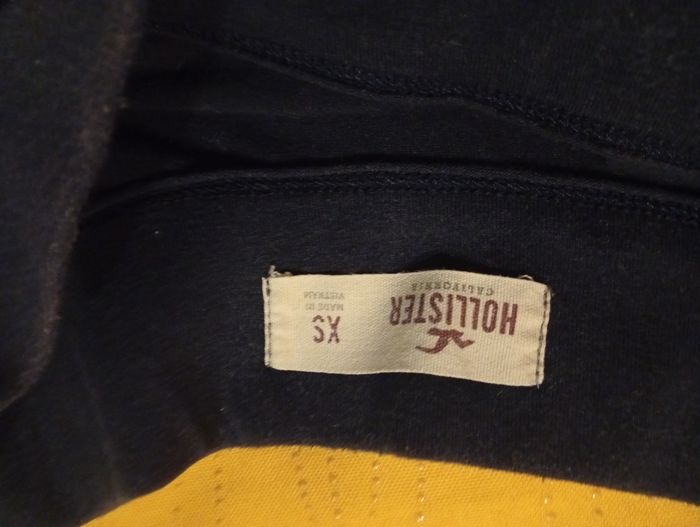 HOLLISTER
CALIFORNIA
XS
MADE IN
VIETNAM